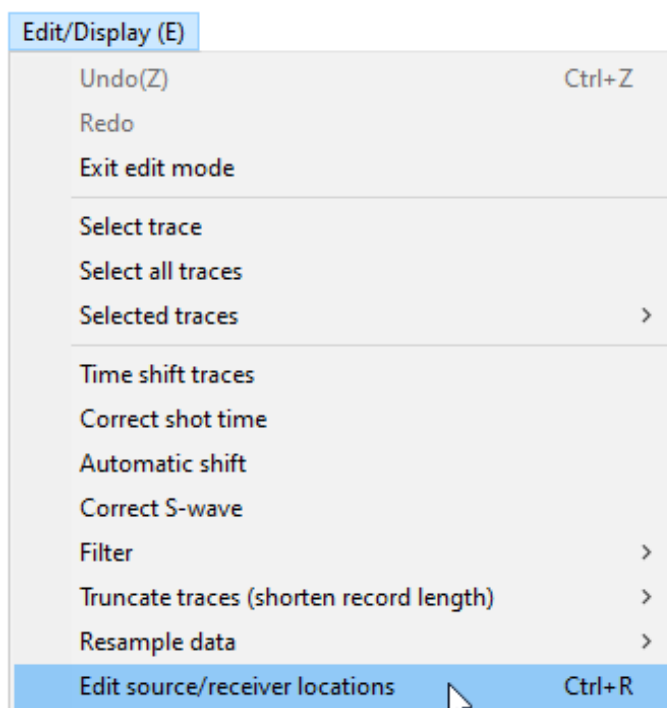 Edit/Display (E)
Undo(Z) Ctrl+Z
Redo
Exit edit mode
Select trace
Select all traces
Selected traces
Time shift traces
Correct shot time
Automatic shift
Correct S-wave
Filter
Truncate traces (shorten record length)
Resample data
Edit source/receiver locations Ctrl+R